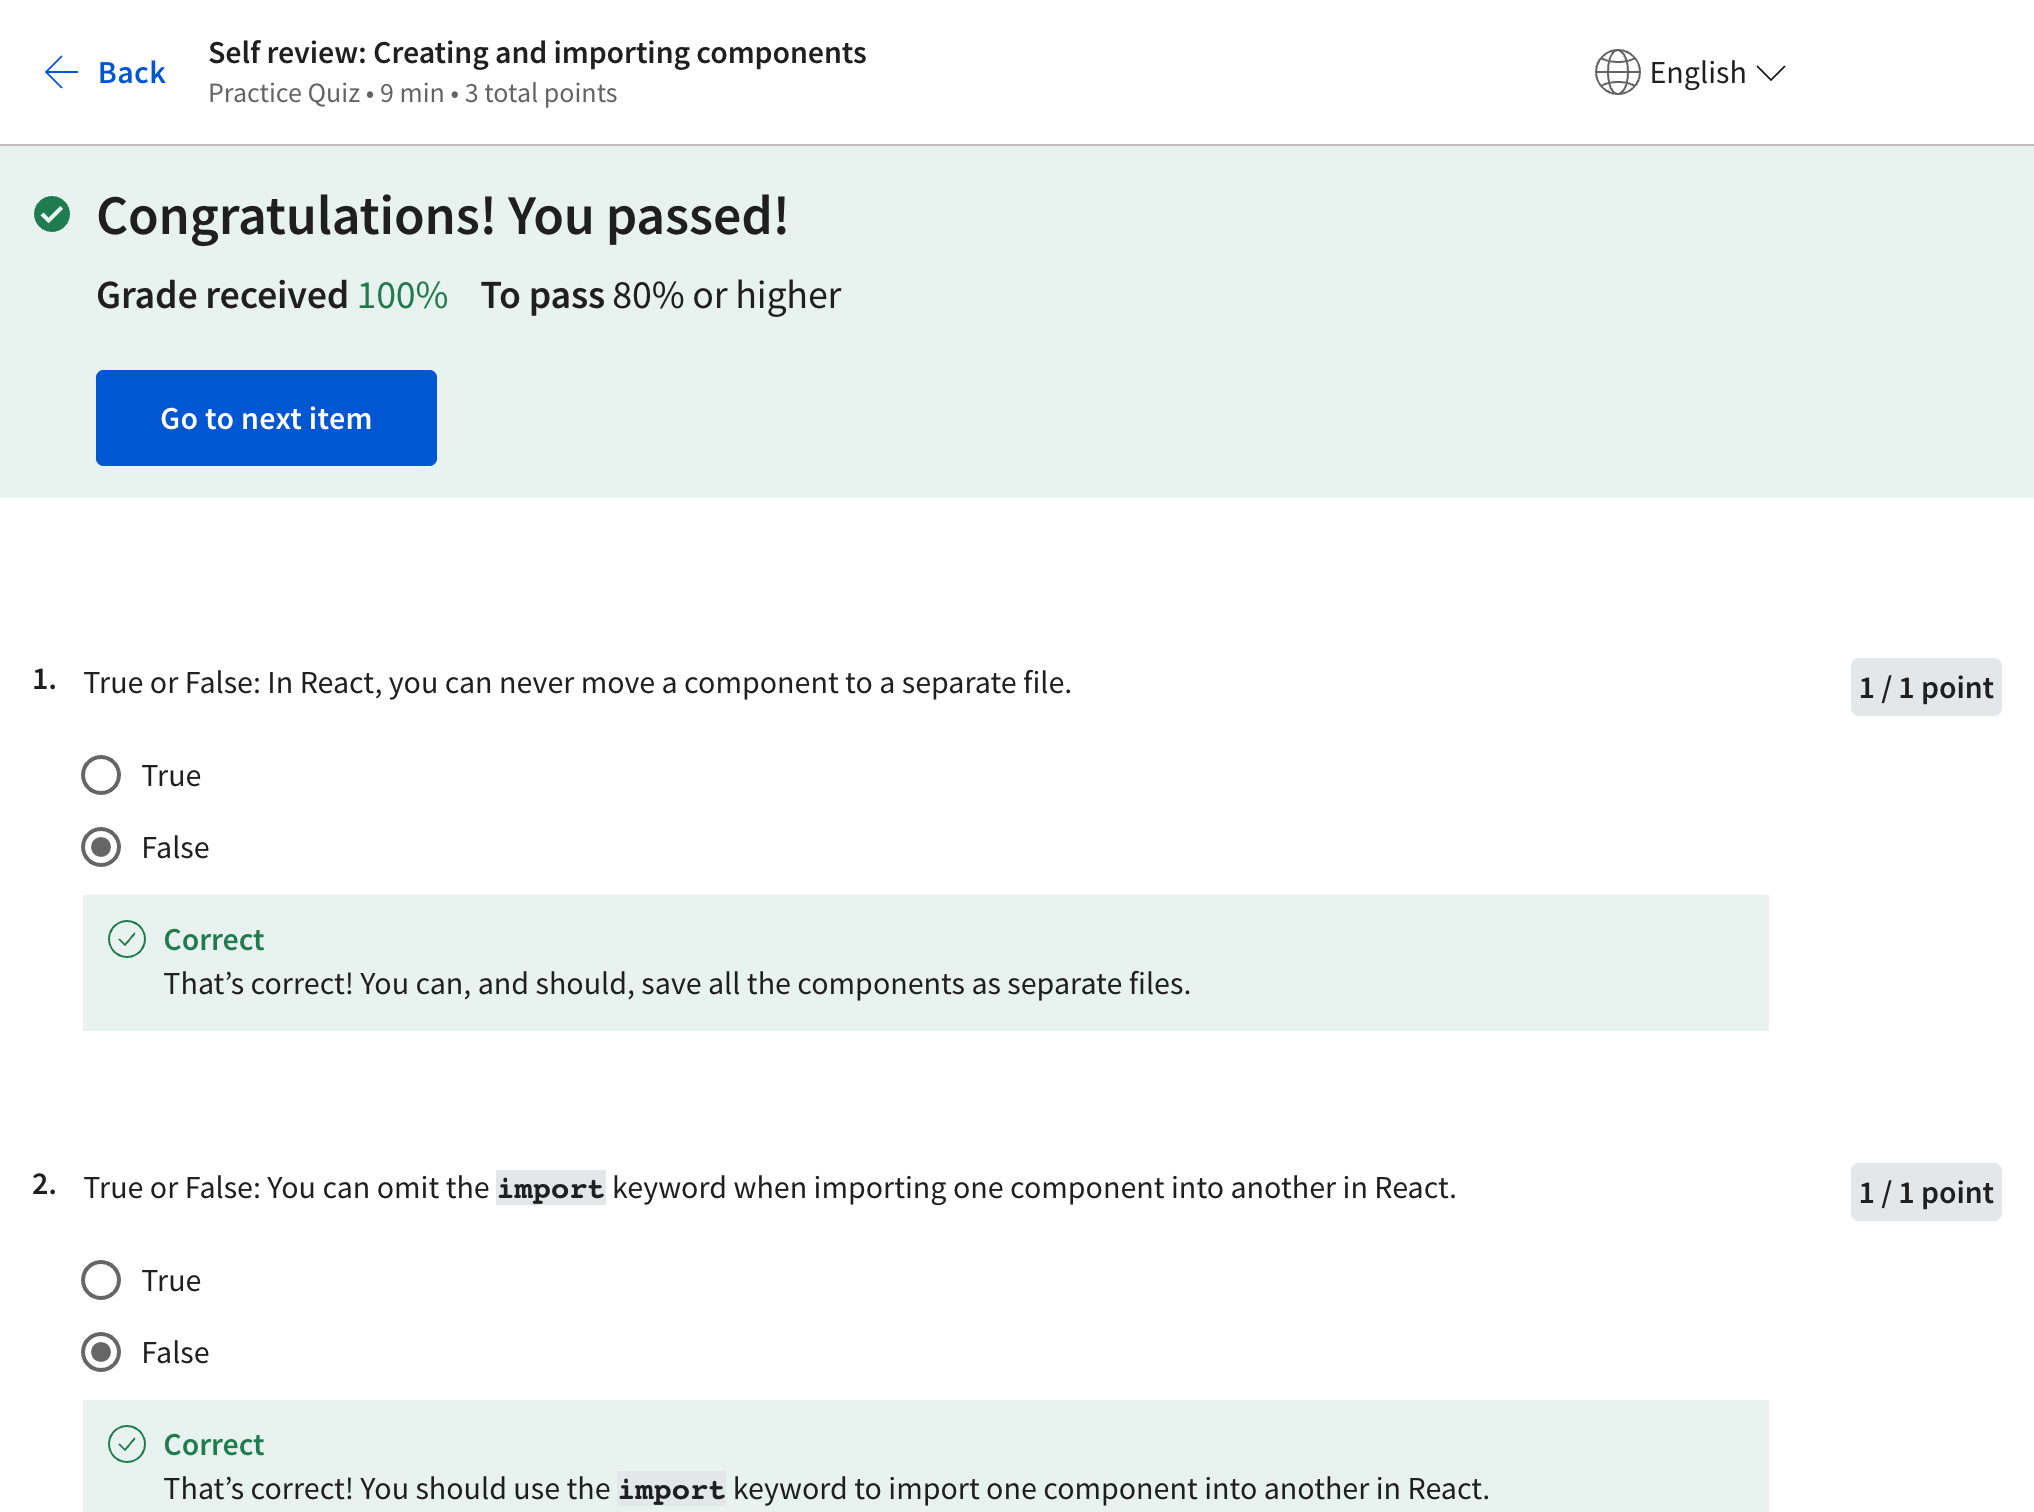 Back
Self review: Creating and importing components
Practice Quiz • 9 min • 3 total points
English
Congratulations! You passed!
Grade received 100% To pass 80% or higher
Go to next item
1. True or False: In React, you can never move a component to a separate file.
1 / 1 point
True
False
Correct
That’s correct! You can, and should, save all the components as separate files.
2. True or False: You can omit the import keyword when importing one component into another in React.
1 / 1 point
True
False
Correct
That’s correct! You should use the import keyword to import one component into another in React.